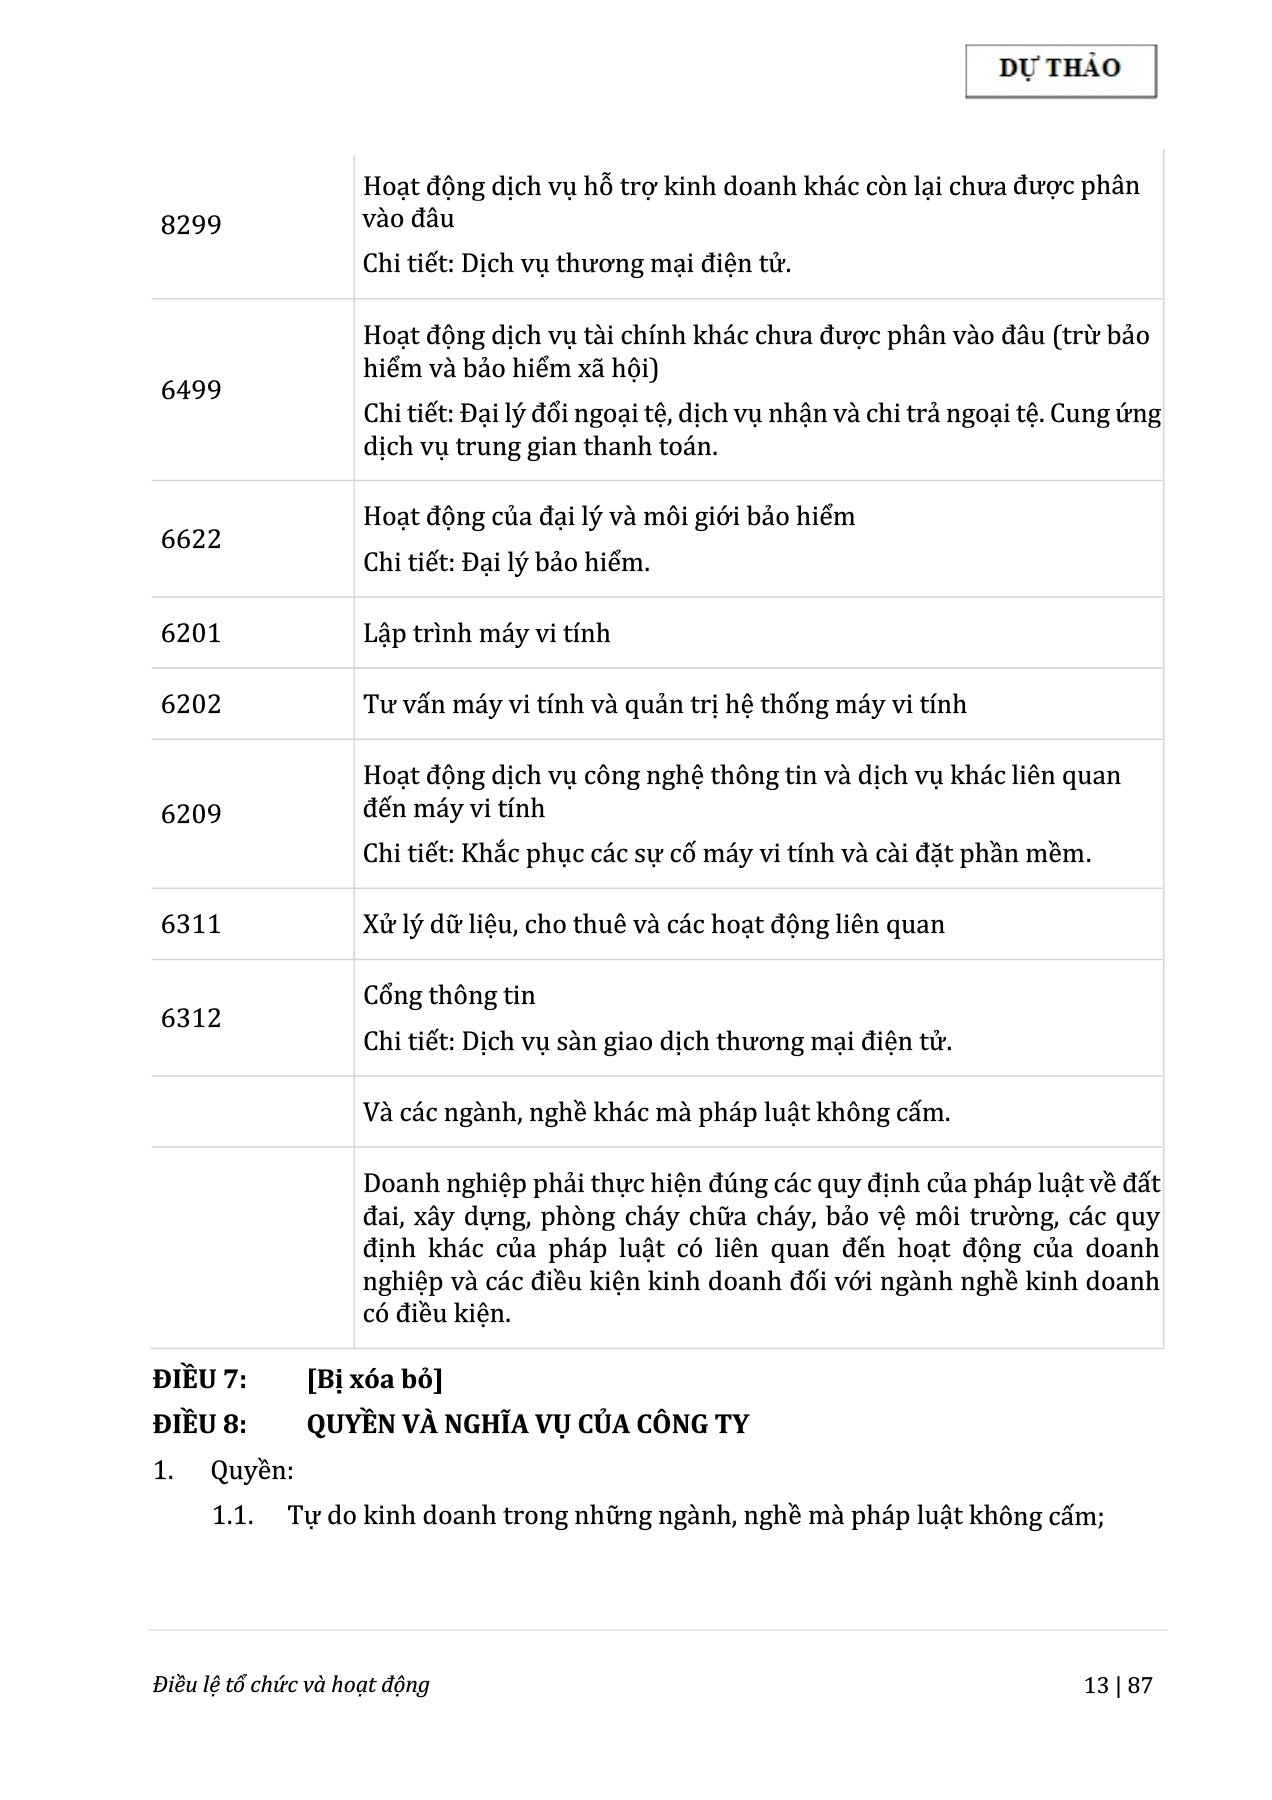 DỰ THẢO
Hoạt động dịch vụ hỗ trợ kinh doanh khác còn lại chưa được phân
vào đâu
8299
Chi tiết: Dịch vụ thương mại điện tử.
Hoạt động dịch vụ tài chính khác chưa được phân vào đâu (trừ bảo
hiểm và bảo hiểm xã hội)
6499
Chi tiết: Đại lý đổi ngoại tệ, dịch vụ nhận và chi trả ngoại tệ. Cung ứng
dịch vụ trung gian thanh toán.
Hoạt động của đại lý và môi giới bảo hiểm
6622
Chi tiết: Đại lý bảo hiểm.
6201 Lập trình máy vi tính
6202 Tư vấn máy vi tính và quản trị hệ thống máy vi tính
Hoạt động dịch vụ công nghệ thông tin và dịch vụ khác liên quan
đến máy vi tính
6209
Chi tiết: Khắc phục các sự cố máy vi tính và cài đặt phần mềm.
6311 Xử lý dữ liệu, cho thuê và các hoạt động liên quan
Cổng thông tin
6312
Chi tiết: Dịch vụ sàn giao dịch thương mại điện tử.
Và các ngành, nghề khác mà pháp luật không cấm.
Doanh nghiệp phải thực hiện đúng các quy định của pháp luật về đất
đai, xây dựng, phòng cháy chữa cháy, bảo vệ môi trường, các quy
định khác của pháp luật có liên quan đến hoạt động của doanh
nghiệp và các điều kiện kinh doanh đối với ngành nghề kinh doanh
có điều kiện.
ĐIỀU 7: [Bị xóa bỏ]
ĐIỀU 8: QUYỀN VÀ NGHĨA VỤ CỦA CÔNG TY
1. Quyền:
1.1. Tự do kinh doanh trong những ngành, nghề mà pháp luật không cấm;
Điều lệ tổ chức và hoạt động 13 | 87